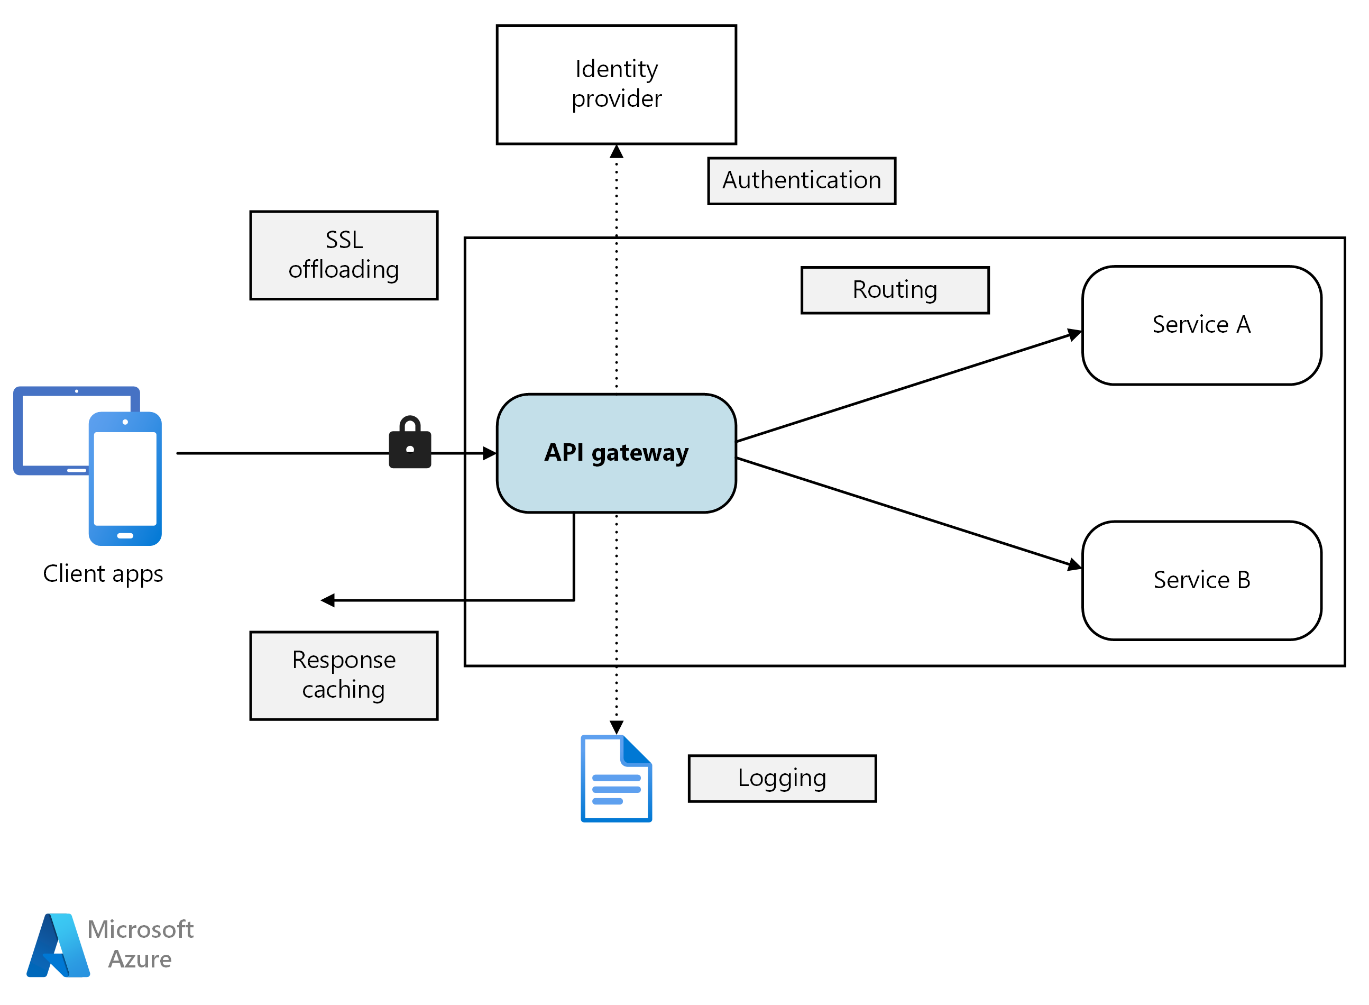 Identity
provider
Authentication
SSL
offloading
Routing
Service A
API gateway
Client apps
Service B
Response
caching
Logging
Microsoft
Azure